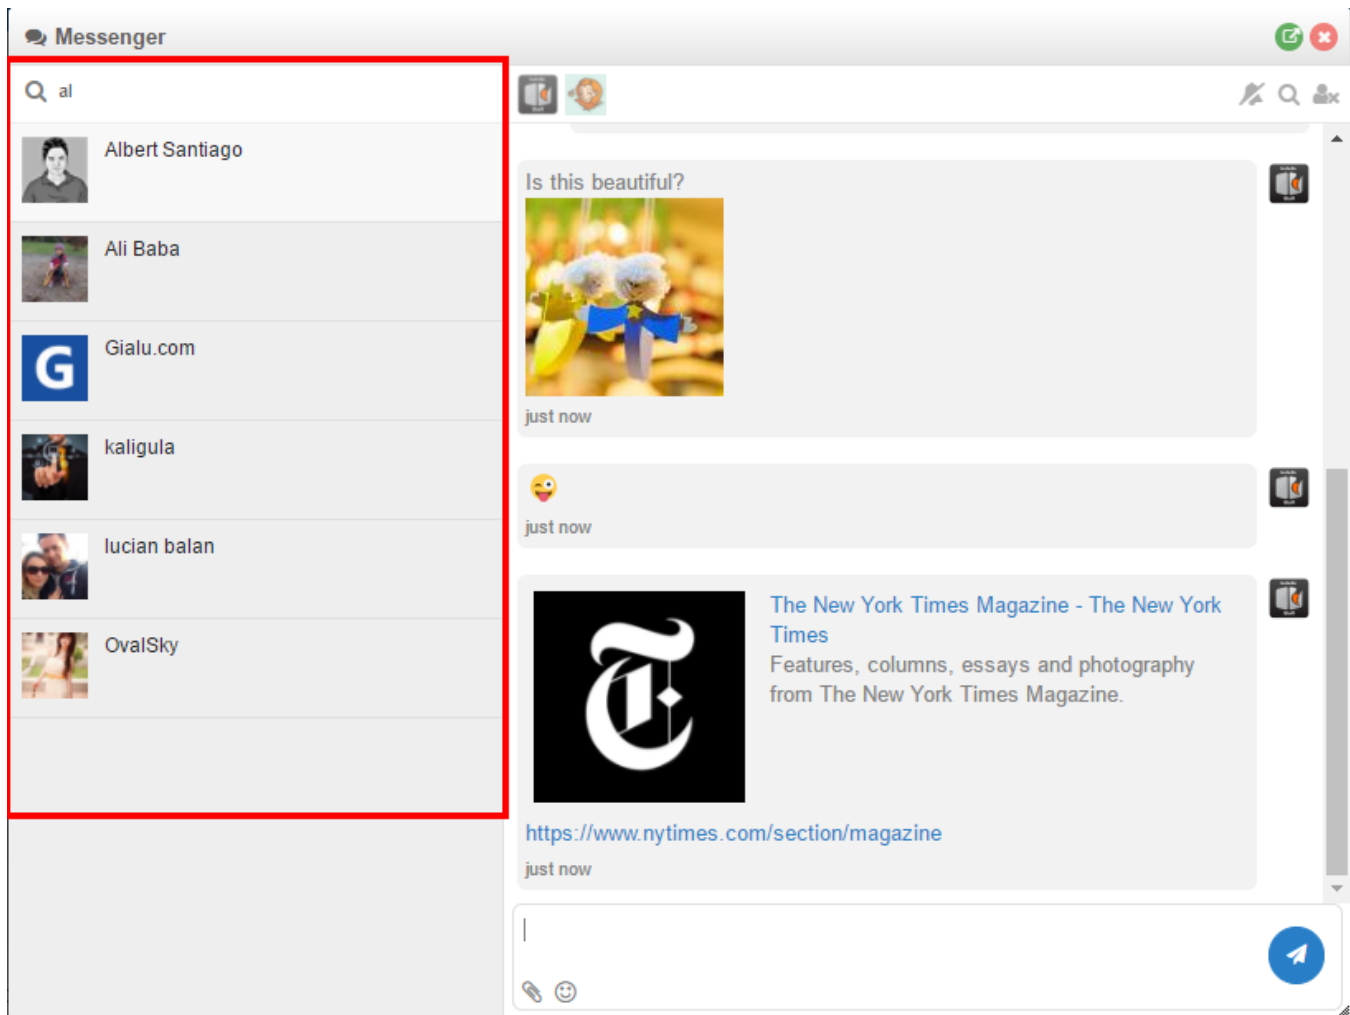 Messenger
al
Albert Santiago
Ali Baba
G
Gialu.com
kaligula
lucian balan
OvalSky
Is this beautiful?
just now
just now
The New York Times Magazine - The New York
Times
Features, columns, essays and photography
from The New York Times Magazine.
https://www.nytimes.com/section/magazine
just now